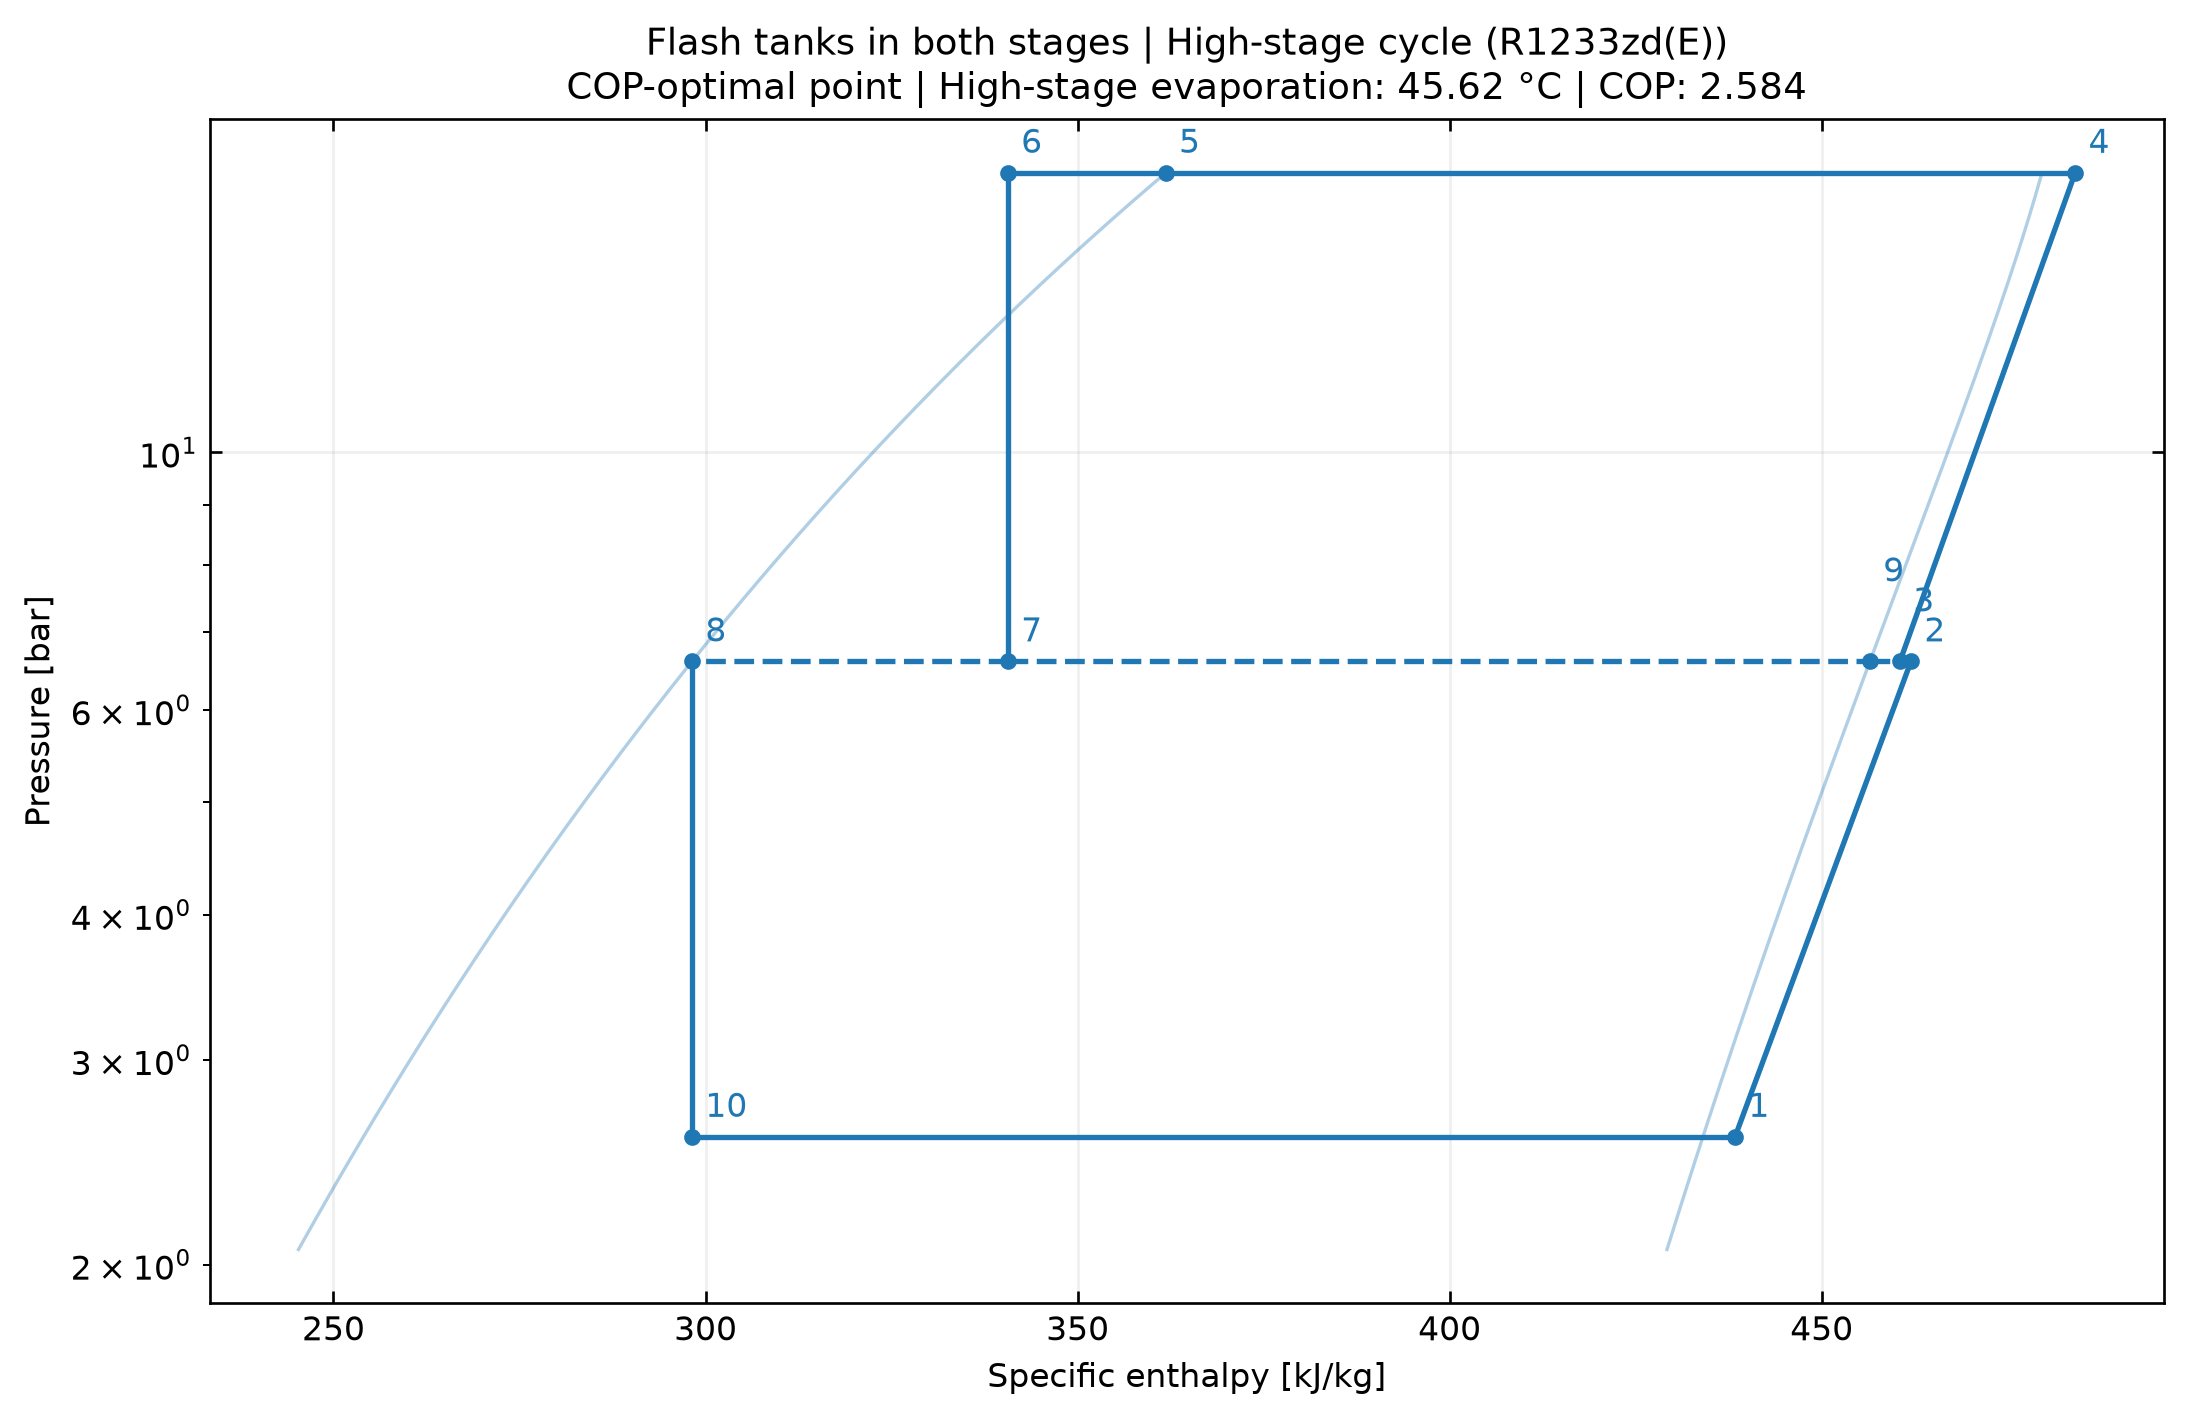 Flash tanks in both stages | High-stage cycle (R1233zd(E))
COP-optimal point | High-stage evaporation: 45.62 °C | COP: 2.584
6
5
4
10¹
9
3
2
8
7
6 × 10⁰
Pressure [bar]
4 × 10⁰
3 × 10⁰
10
1
2 × 10⁰
250
300
350
400
450
Specific enthalpy [kJ/kg]